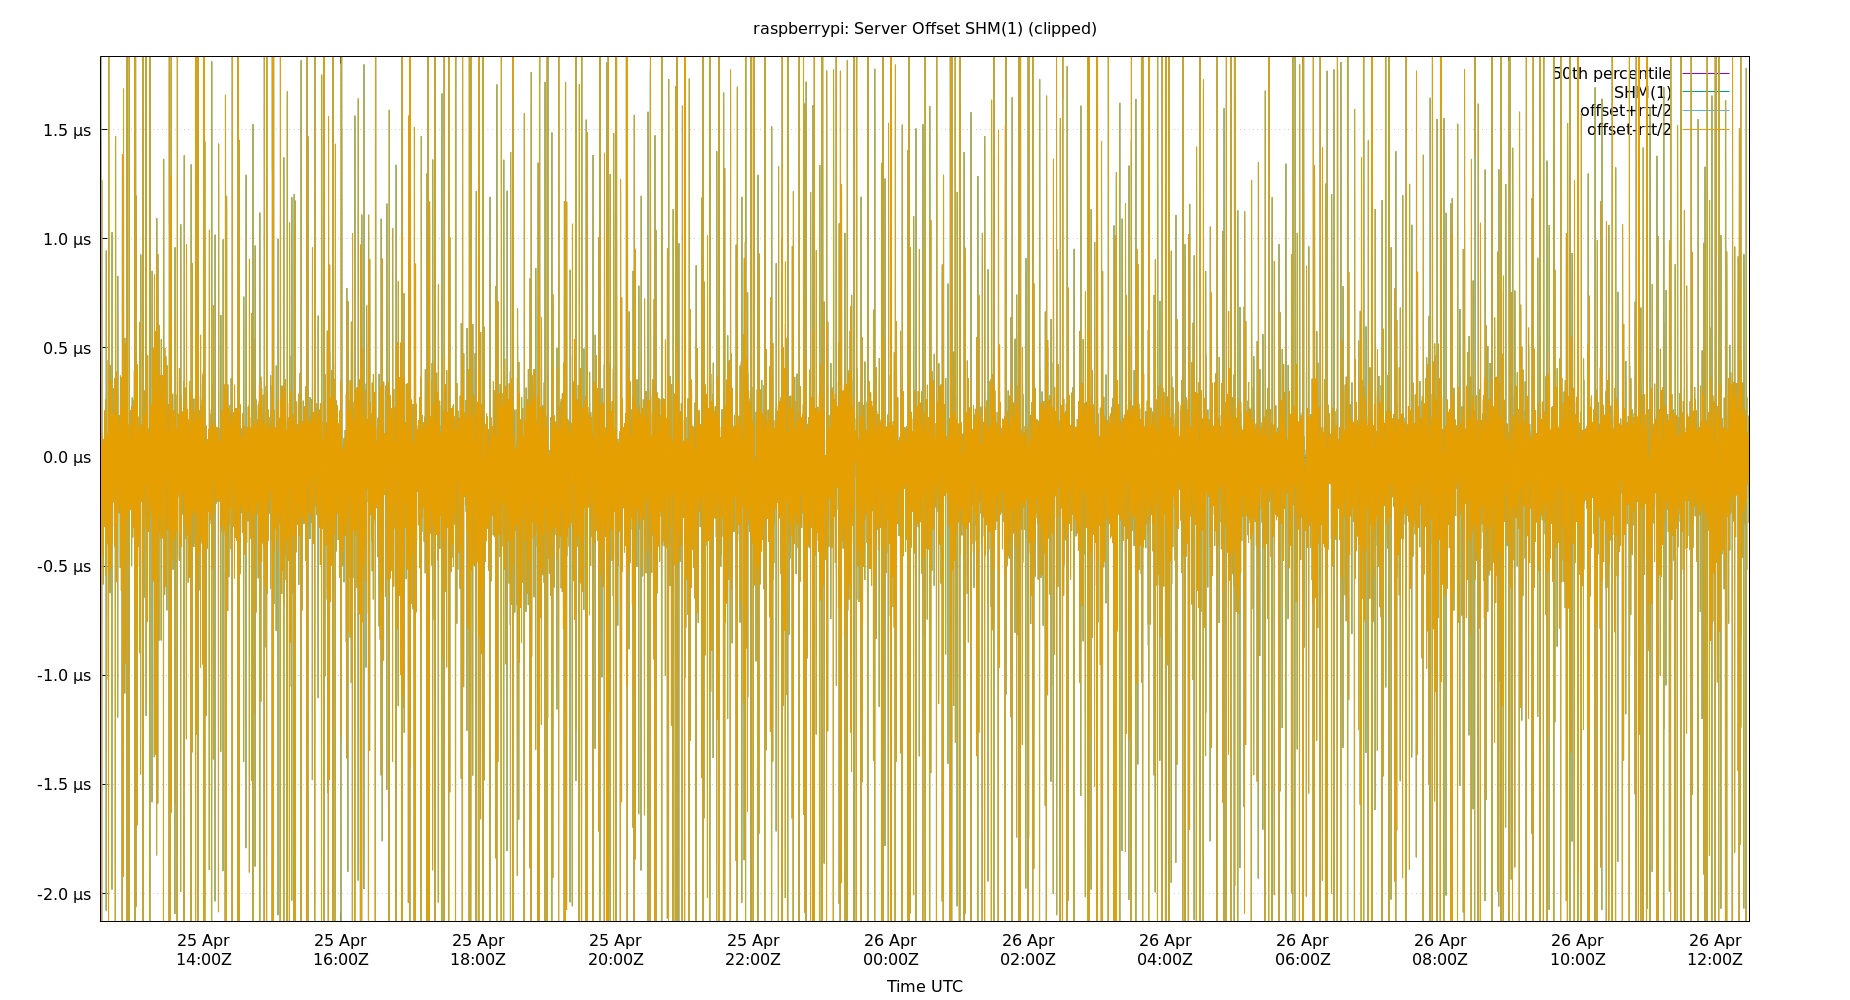 raspberrypi: Server Offset SHM(1) (clipped)
50th percentile
SHM(1)
offset+rtt/2
offset-rtt/2
1.5 µs
1.0 µs
0.5 µs
0.0 µs
-0.5 µs
-1.0 µs
-1.5 µs
-2.0 µs
25 Apr 25 Apr 25 Apr 25 Apr 25 Apr 26 Apr 26 Apr 26 Apr 26 Apr 26 Apr 26 Apr 26 Apr
14:00Z 16:00Z 18:00Z 20:00Z 22:00Z 00:00Z 02:00Z 04:00Z 06:00Z 08:00Z 10:00Z 12:00Z
Time UTC